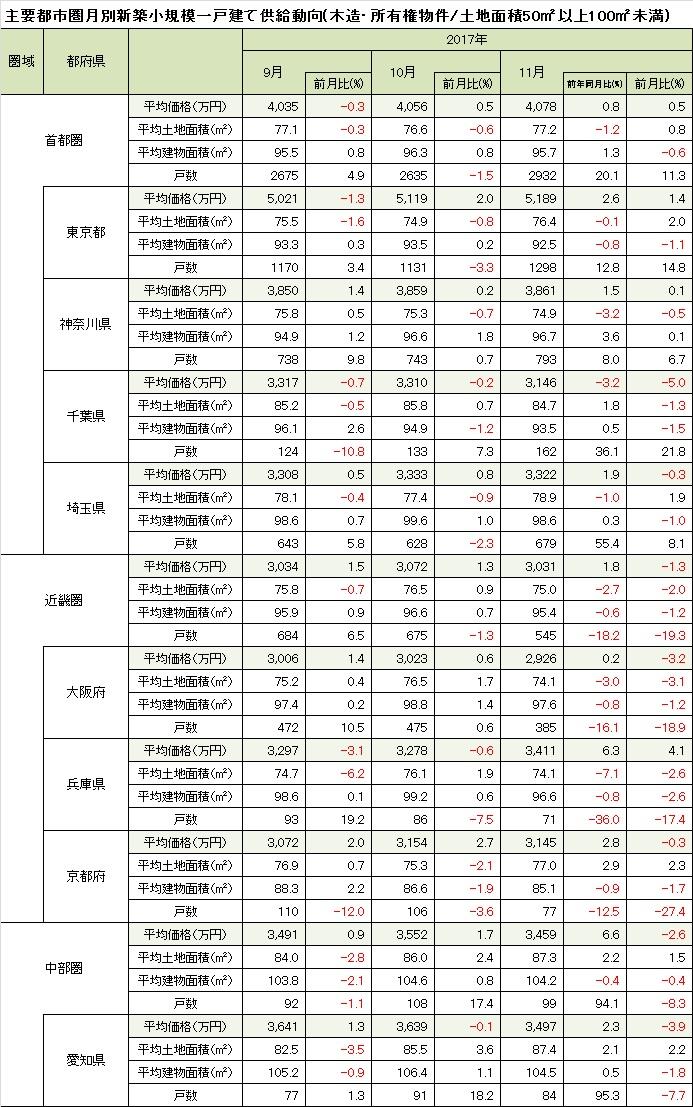 主要都市圏月別新築小規模一戸建て供給動向(木造・所有権物件/土地面積50㎡以上100㎡未満)
圏域 都府県 2017年
9月 前月比(%) 10月 前月比(%) 11月 前年同月比(%) 前月比(%)
首都圏
平均価格(万円) 4,035 -0.3 4,056 0.5 4,078 0.8 0.5
平均土地面積(㎡) 77.1 -0.3 76.6 -0.6 77.2 -1.2 0.8
平均建物面積(㎡) 95.5 0.8 96.3 0.8 95.7 1.3 -0.6
戸数 2675 4.9 2635 -1.5 2932 20.1 11.3
東京都
平均価格(万円) 5,021 -1.3 5,119 2.0 5,189 2.6 1.4
平均土地面積(㎡) 75.5 -1.6 74.9 -0.8 76.4 -0.1 2.0
平均建物面積(㎡) 93.3 0.3 93.5 0.2 92.5 -0.8 -1.1
戸数 1170 3.4 1131 -3.3 1298 12.8 14.8
神奈川県
平均価格(万円) 3,850 1.4 3,859 0.2 3,861 1.5 0.1
平均土地面積(㎡) 75.8 0.5 75.3 -0.7 74.9 -3.2 -0.5
平均建物面積(㎡) 94.9 1.2 96.6 1.8 96.7 3.6 0.1
戸数 738 9.8 743 0.7 793 8.0 6.7
千葉県
平均価格(万円) 3,317 -0.7 3,310 -0.2 3,146 -3.2 -5.0
平均土地面積(㎡) 85.2 -0.5 85.8 0.7 84.7 1.8 -1.3
平均建物面積(㎡) 96.1 2.6 94.9 -1.2 93.5 0.5 -1.5
戸数 124 -10.8 133 7.3 162 36.1 21.8
埼玉県
平均価格(万円) 3,308 0.5 3,333 0.8 3,322 1.9 -0.3
平均土地面積(㎡) 78.1 -0.4 77.4 -0.9 78.9 -1.0 1.9
平均建物面積(㎡) 98.6 0.7 99.6 1.0 98.6 0.3 -1.0
戸数 643 5.8 628 -2.3 679 55.4 8.1
近畿圏
平均価格(万円) 3,034 1.5 3,072 1.3 3,031 1.8 -1.3
平均土地面積(㎡) 75.8 -0.7 76.5 0.9 75.0 -2.7 -2.0
平均建物面積(㎡) 95.9 0.9 96.6 0.7 95.4 -0.6 -1.2
戸数 684 6.5 675 -1.3 545 -18.2 -19.3
大阪府
平均価格(万円) 3,006 1.4 3,023 0.6 2,926 0.2 -3.2
平均土地面積(㎡) 75.2 0.4 76.5 1.7 74.1 -3.0 -3.1
平均建物面積(㎡) 97.4 0.2 98.8 1.4 97.6 -0.8 -1.2
戸数 472 10.5 475 0.6 385 -16.1 -18.9
兵庫県
平均価格(万円) 3,297 -3.1 3,278 -0.6 3,411 6.3 4.1
平均土地面積(㎡) 74.7 -6.2 76.1 1.9 74.1 -7.1 -2.6
平均建物面積(㎡) 98.6 0.1 99.2 0.6 96.6 -0.8 -2.6
戸数 93 19.2 86 -7.5 71 -36.0 -17.4
京都府
平均価格(万円) 3,072 2.0 3,154 2.7 3,145 2.8 -0.3
平均土地面積(㎡) 76.9 0.7 75.3 -2.1 77.0 2.9 2.3
平均建物面積(㎡) 88.3 2.2 86.6 -1.9 85.1 -0.9 -1.7
戸数 110 -12.0 106 -3.6 77 -12.5 -27.4
中部圏
平均価格(万円) 3,491 0.9 3,552 1.7 3,459 6.6 -2.6
平均土地面積(㎡) 84.0 -2.8 86.0 2.4 87.3 2.2 1.5
平均建物面積(㎡) 103.8 -2.1 104.6 0.8 104.2 -0.4 -0.4
戸数 92 -1.1 108 17.4 99 94.1 -8.3
愛知県
平均価格(万円) 3,641 1.3 3,639 -0.1 3,497 2.3 -3.9
平均土地面積(㎡) 82.5 -3.5 85.5 3.6 87.4 2.1 2.2
平均建物面積(㎡) 105.2 -0.9 106.4 1.1 104.5 0.5 -1.8
戸数 77 1.3 91 18.2 84 95.3 -7.7